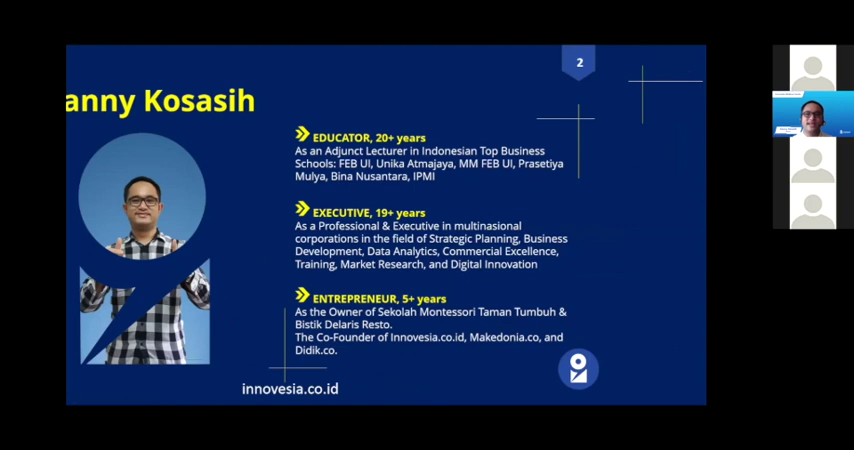 2
anny Kosasih
EDUCATOR, 20+ years
As an Adjunct Lecturer in Indonesian Top Business
Schools: FEB UI, Unika Atmajaya, MM FEB UI, Prasetiya
Mulya, Bina Nusantara, IPMI
EXECUTIVE, 19+ years
As a Professional & Executive in multinasional
corporations in the field of Strategic Planning, Business
Development, Data Analytics, Commercial Excellence,
Training, Market Research, and Digital Innovation
ENTREPRENEUR, 5+ years
As the Owner of Sekolah Montessori Taman Tumbuh &
Bistik Delaris Resto.
The Co-Founder of Innovesia.co.id, Makedonia.co, and
Didik.co.
innovesia.co.id